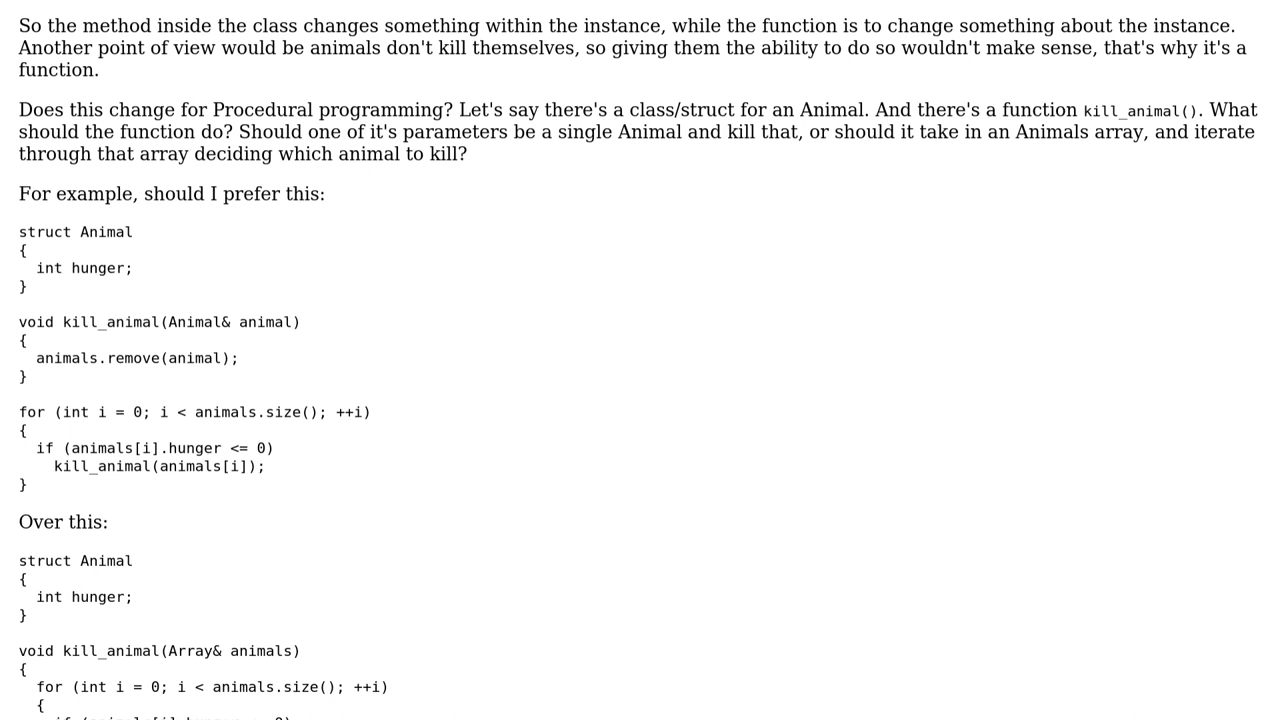 So the method inside the class changes something within the instance, while the function is to change something about the instance.
Another point of view would be animals don't kill themselves, so giving them the ability to do so wouldn't make sense, that's why it's a
function.
Does this change for Procedural programming? Let's say there's a class/struct for an Animal. And there's a function kill_animal(). What
should the function do? Should one of it's parameters be a single Animal and kill that, or should it take in an Animals array, and iterate
through that array deciding which animal to kill?
For example, should I prefer this:
struct Animal
{
  int hunger;
}
void kill_animal(Animal& animal)
{
  animals.remove(animal);
}
for (int i = 0; i < animals.size(); ++i)
{
  if (animals[i].hunger <= 0)
    kill_animal(animals[i]);
}
Over this:
struct Animal
{
  int hunger;
}
void kill_animal(Array& animals)
{
  for (int i = 0; i < animals.size(); ++i)
  {